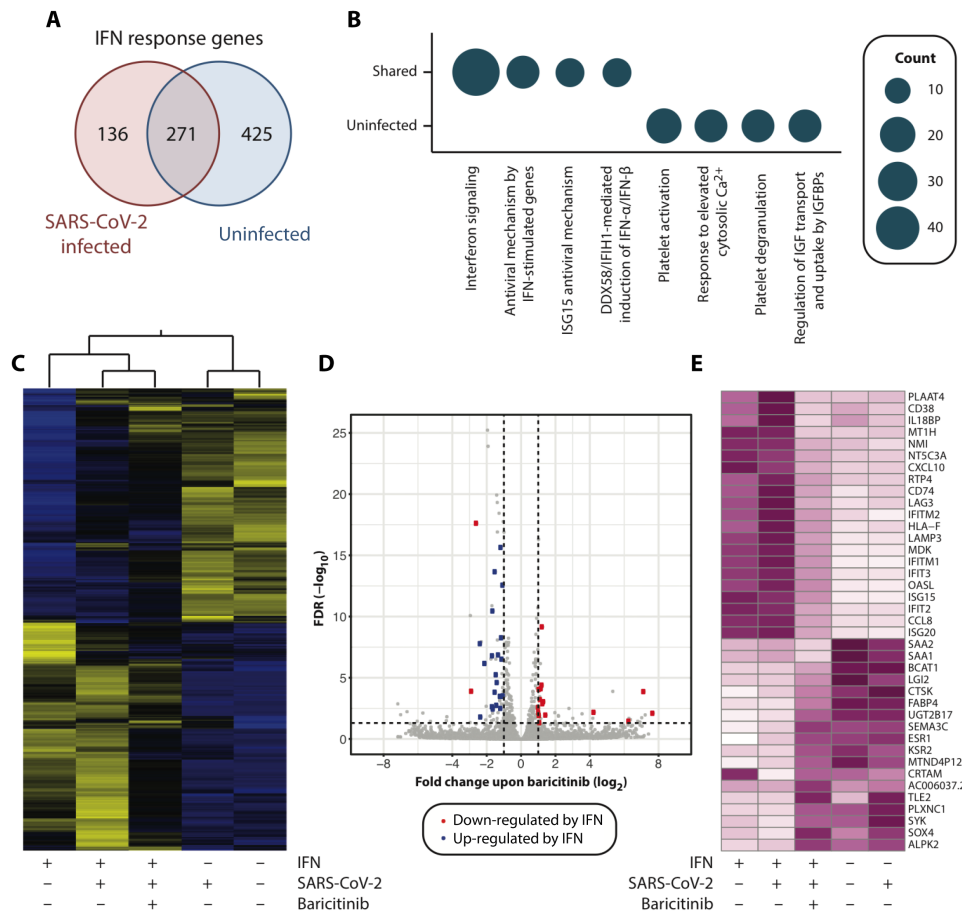 A
IFN response genes
136
271
425
SARS-CoV-2
infected
Uninfected
B
Shared
Uninfected
Interferon signaling
Antiviral mechanism by
IFN-stimulated genes
ISG15 antiviral mechanism
DDX58/IFIH1-mediated
induction of IFN-α/IFN-β
Platelet activation
Response to elevated
cytosolic Ca2+
Platelet degranulation
Regulation of IGF transport
and uptake by IGFBPs
Count
10
20
30
40
C
IFN
SARS-CoV-2
Baricitinib
+ + + – –
– + + + –
– – + – –
D
FDR (–log10)
25
20
15
10
5
0
–8 –4 0 4 8
Fold change upon baricitinib (log2)
Down-regulated by IFN
Up-regulated by IFN
E
PLAAT4
CD38
IL18BP
MT1H
NMI
NT5C3A
CXCL10
RTP4
CD74
LAG3
IFITM2
HLA−F
LAMP3
MDK
IFITM1
IFIT3
OASL
ISG15
IFIT2
CCL8
ISG20
SAA2
SAA1
BCAT1
LGI2
CTSK
FABP4
UGT2B17
SEMA3C
ESR1
KSR2
MTND4P12
CRTAM
AC006037.2
TLE2
PLXNC1
SYK
SOX4
ALPK2
IFN + + + – –
SARS-CoV-2 – + + – +
Baricitinib – – + – –